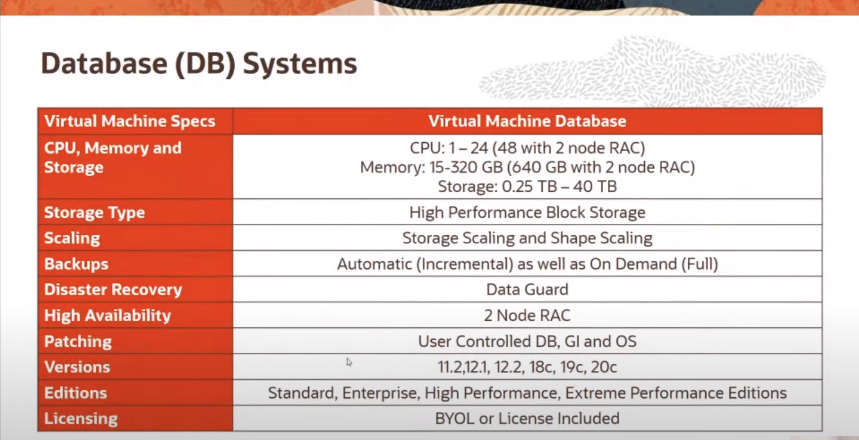 Database (DB) Systems
Virtual Machine Specs
Virtual Machine Database
CPU, Memory and
Storage
CPU: 1 – 24 (48 with 2 node RAC)
Memory: 15-320 GB (640 GB with 2 node RAC)
Storage: 0.25 TB – 40 TB
Storage Type
High Performance Block Storage
Scaling
Storage Scaling and Shape Scaling
Backups
Automatic (Incremental) as well as On Demand (Full)
Disaster Recovery
Data Guard
High Availability
2 Node RAC
Patching
User Controlled DB, GI and OS
Versions
11.2,12.1, 12.2, 18c, 19c, 20c
Editions
Standard, Enterprise, High Performance, Extreme Performance Editions
Licensing
BYOL or License Included